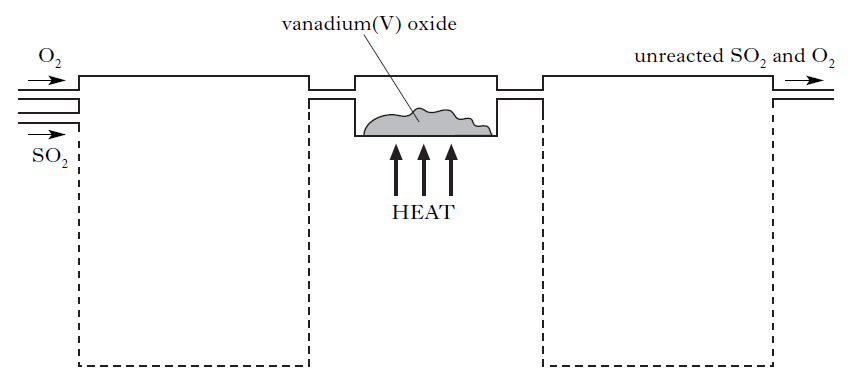 vanadium(V) oxide
O₂
unreacted SO₂ and O₂
SO₂
HEAT